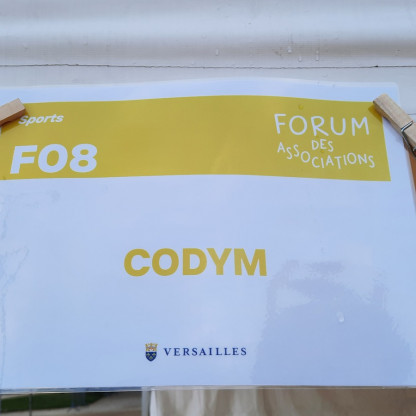 Sports
F08
FORUM
DES
ASSOCIATIONS
CODYM
VERSAILLES